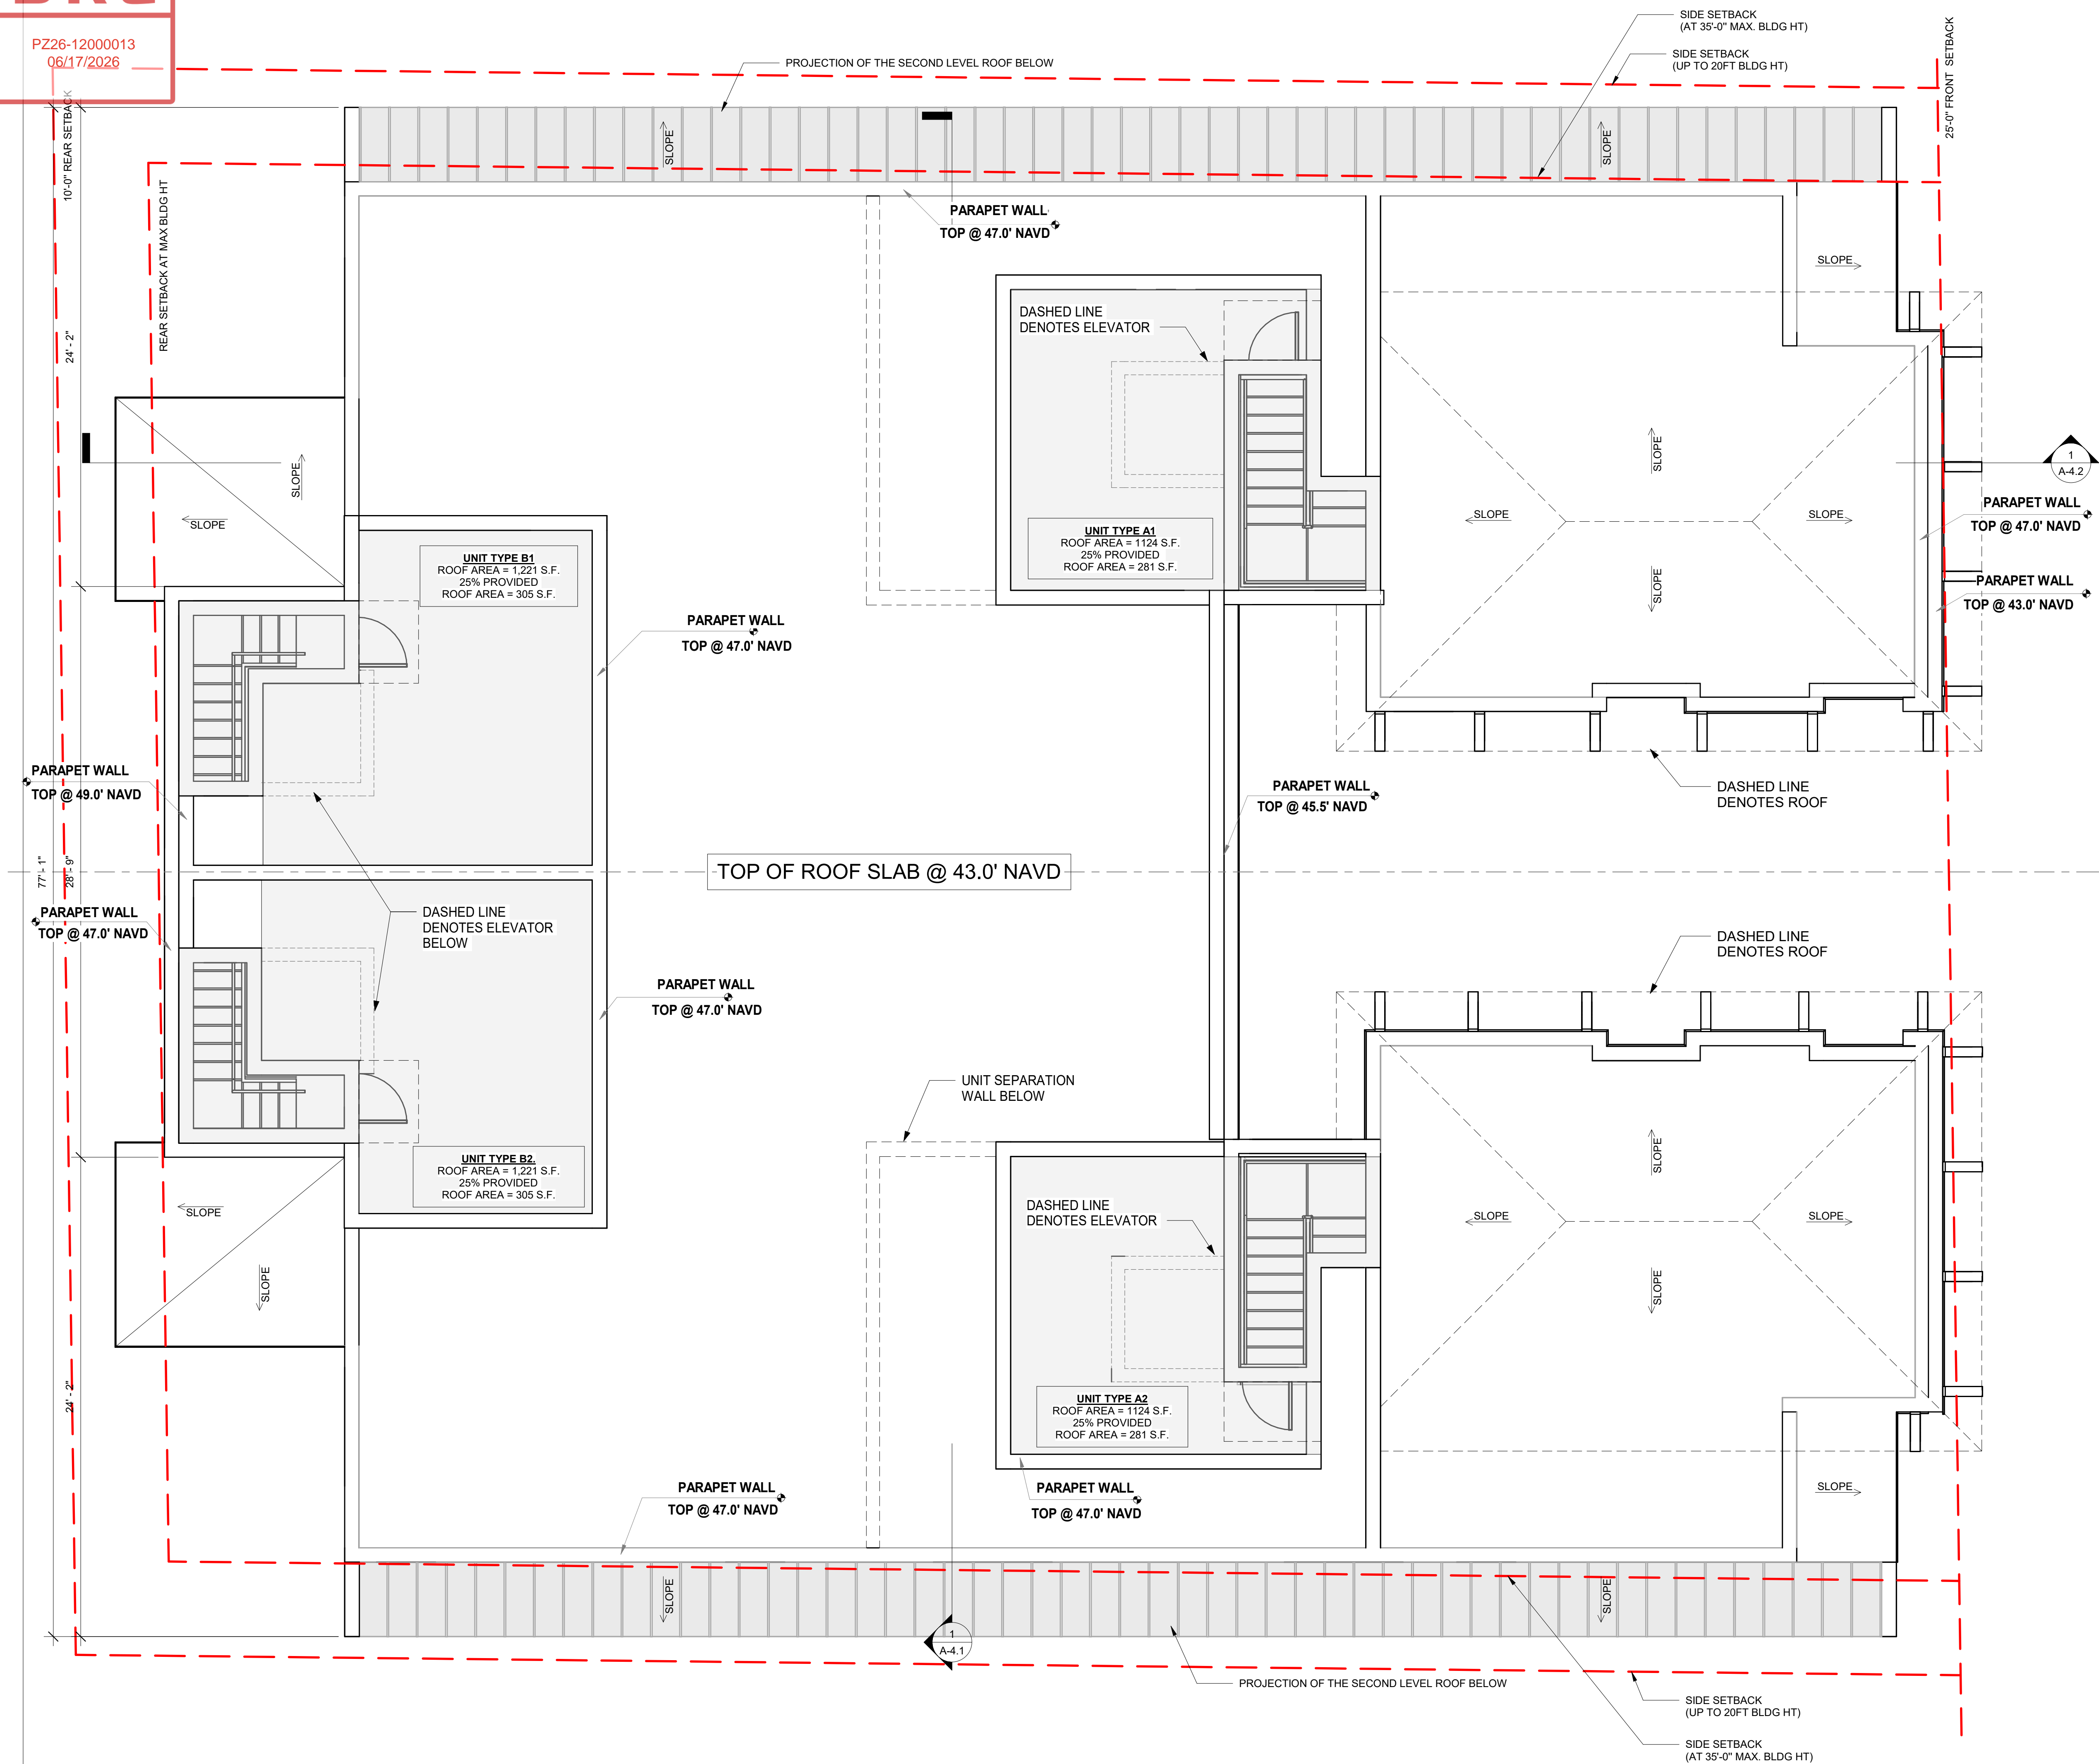 PZ26-12000013
06/17/2026
SIDE SETBACK
(AT 35'-0" MAX. BLDG HT)
SIDE SETBACK
(UP TO 20FT BLDG HT)
25'-0" FRONT SETBACK
PROJECTION OF THE SECOND LEVEL ROOF BELOW
10'-0" REAR SETBACK
REAR SETBACK AT MAX BLDG HT
SLOPE
SLOPE
PARAPET WALL
TOP @ 47.0' NAVD
SLOPE
24' - 2"
DASHED LINE
DENOTES ELEVATOR
SLOPE
SLOPE
SLOPE
SLOPE
SLOPE
SLOPE
SLOPE
1
A-4.2
PARAPET WALL
TOP @ 47.0' NAVD
PARAPET WALL
TOP @ 43.0' NAVD
UNIT TYPE A1
ROOF AREA = 1124 S.F.
25% PROVIDED
ROOF AREA = 281 S.F.
UNIT TYPE B1
ROOF AREA = 1,221 S.F.
25% PROVIDED
ROOF AREA = 305 S.F.
PARAPET WALL
TOP @ 47.0' NAVD
PARAPET WALL
TOP @ 49.0' NAVD
PARAPET WALL
TOP @ 45.5' NAVD
DASHED LINE
DENOTES ROOF
77' - 1"
28' - 9"
TOP OF ROOF SLAB @ 43.0' NAVD
PARAPET WALL
TOP @ 47.0' NAVD
DASHED LINE
DENOTES ELEVATOR
BELOW
DASHED LINE
DENOTES ROOF
PARAPET WALL
TOP @ 47.0' NAVD
UNIT SEPARATION
WALL BELOW
UNIT TYPE B2.
ROOF AREA = 1,221 S.F.
25% PROVIDED
ROOF AREA = 305 S.F.
SLOPE
SLOPE
DASHED LINE
DENOTES ELEVATOR
SLOPE
SLOPE
SLOPE
SLOPE
24' - 2"
UNIT TYPE A2
ROOF AREA = 1124 S.F.
25% PROVIDED
ROOF AREA = 281 S.F.
PARAPET WALL
TOP @ 47.0' NAVD
PARAPET WALL
TOP @ 47.0' NAVD
SLOPE
SLOPE
SLOPE
1
A-4.1
PROJECTION OF THE SECOND LEVEL ROOF BELOW
SIDE SETBACK
(UP TO 20FT BLDG HT)
SIDE SETBACK
(AT 35'-0" MAX. BLDG HT)